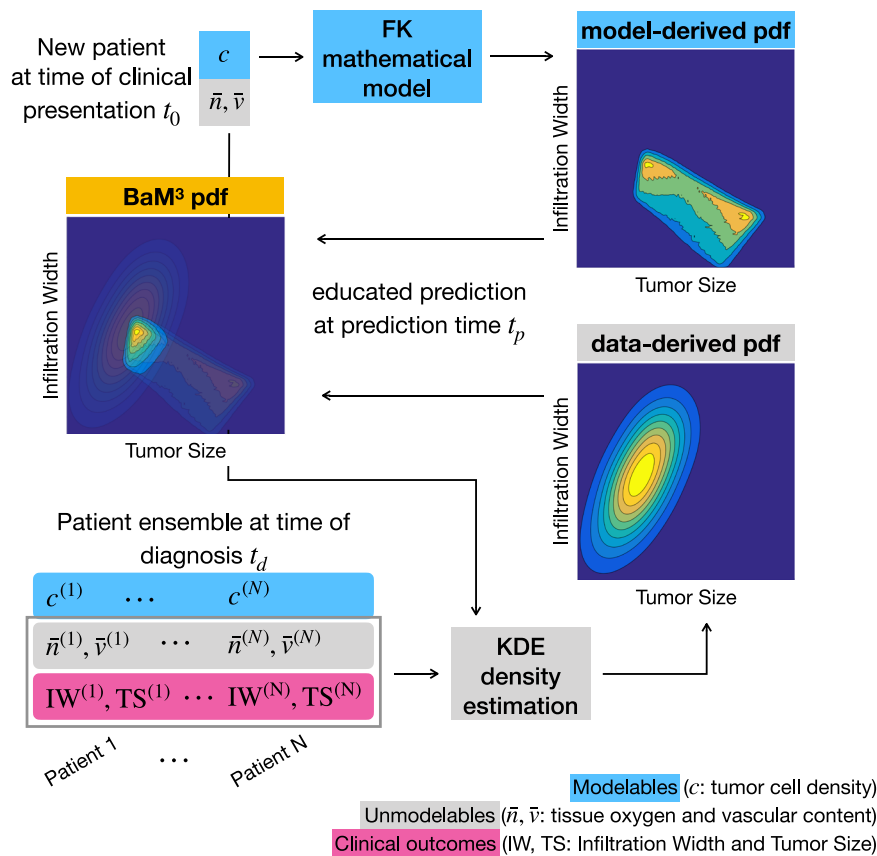 New patient
at time of clinical
presentation t₀
c
n̄, v̄
FK
mathematical
model
model-derived pdf
Infiltration Width
Tumor Size
BaM³ pdf
Infiltration Width
Tumor Size
educated prediction
at prediction time tₚ
data-derived pdf
Infiltration Width
Tumor Size
Patient ensemble at time of
diagnosis t_d
c⁽¹⁾ ⋯ c⁽ᴺ⁾
n̄⁽¹⁾, v̄⁽¹⁾ ⋯ n̄⁽ᴺ⁾, v̄⁽ᴺ⁾
IW⁽¹⁾, TS⁽¹⁾ ⋯ IW⁽ᴺ⁾, TS⁽ᴺ⁾
Patient 1 ⋯ Patient N
KDE
density
estimation
Modelables (c: tumor cell density)
Unmodelables (n̄, v̄: tissue oxygen and vascular content)
Clinical outcomes (IW, TS: Infiltration Width and Tumor Size)